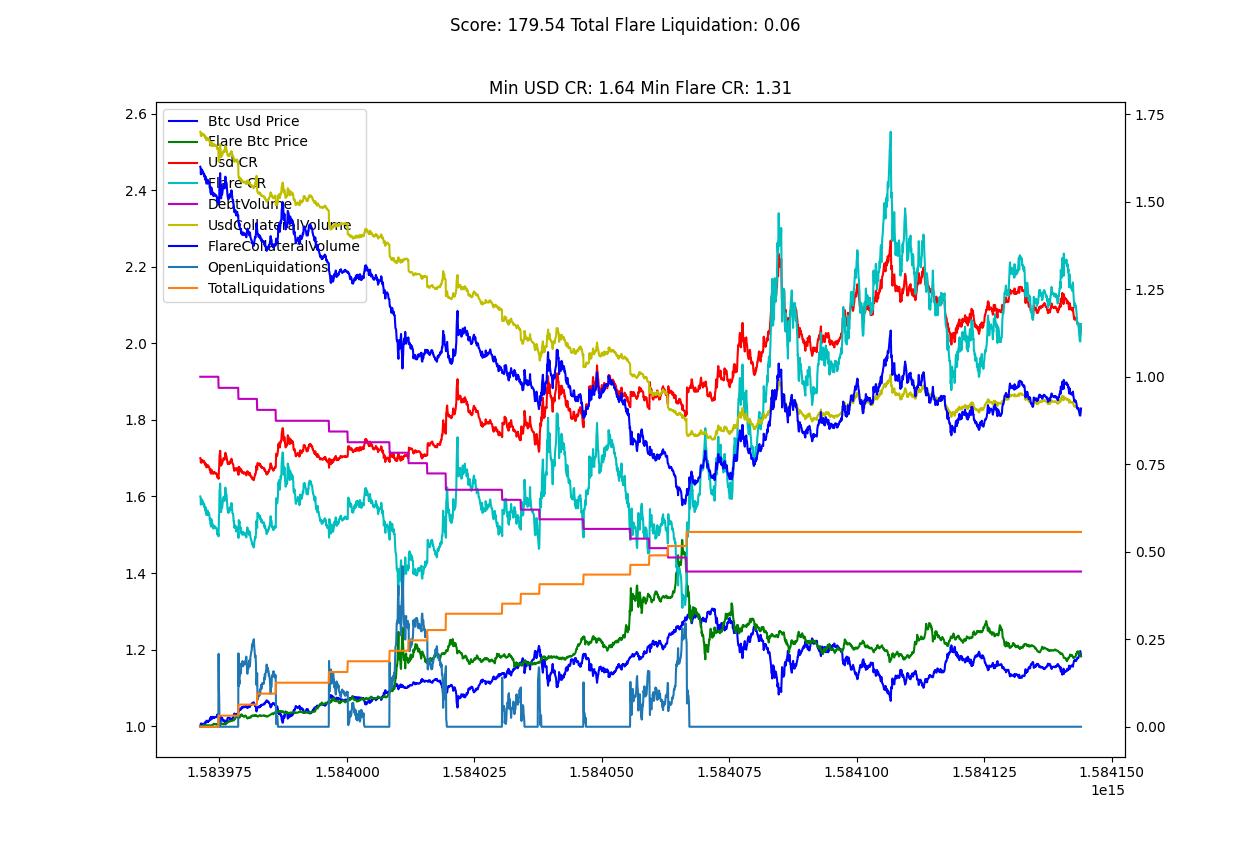 Score: 179.54 Total Flare Liquidation: 0.06
Min USD CR: 1.64 Min Flare CR: 1.31
2.6
2.4
2.2
2.0
1.8
1.6
1.4
1.2
1.0
Btc Usd Price
Flare Btc Price
Usd CR
Flare CR
DebtVolume
UsdCollateralVolume
FlareCollateralVolume
OpenLiquidations
TotalLiquidations
1.75
1.50
1.25
1.00
0.75
0.50
0.25
0.00
1.583975 1.584000 1.584025 1.584050 1.584075 1.584100 1.584125 1.584150
1e15